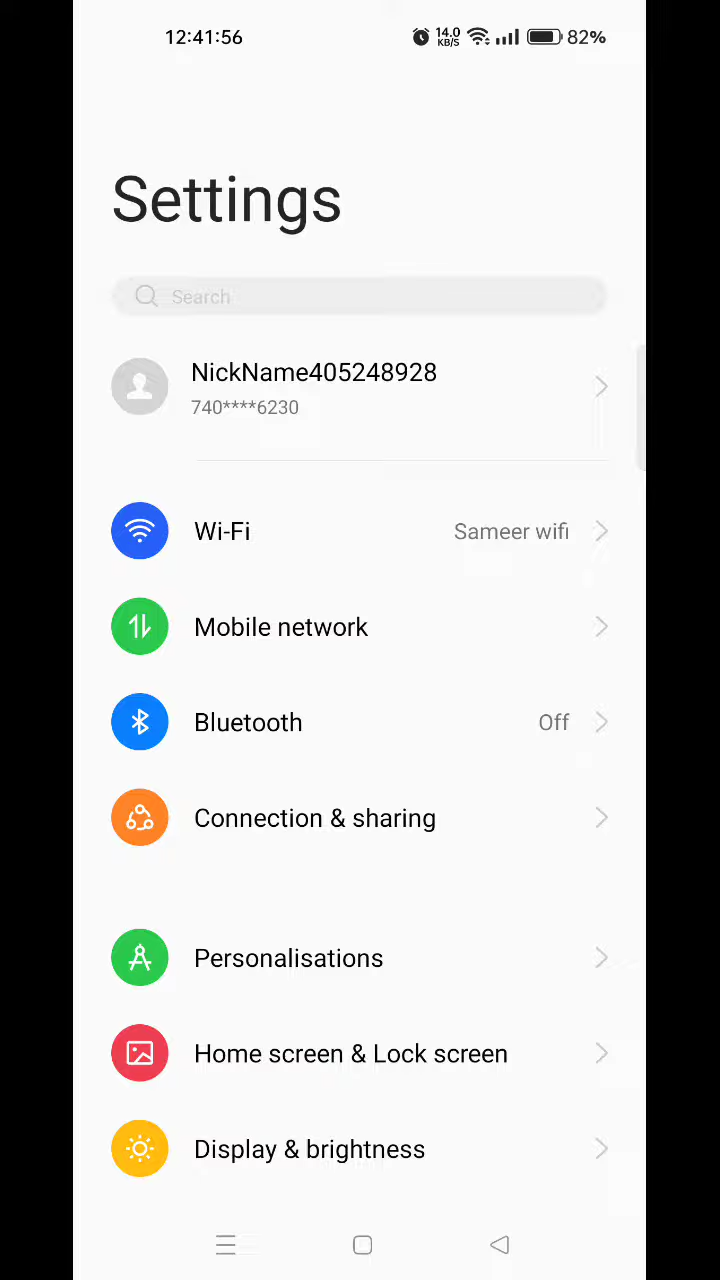 12:41:56 14.0 KB/S 82%
Settings
Search
NickName405248928
740****6230
Wi-Fi Sameer wifi
Mobile network
Bluetooth Off
Connection & sharing
Personalisations
Home screen & Lock screen
Display & brightness